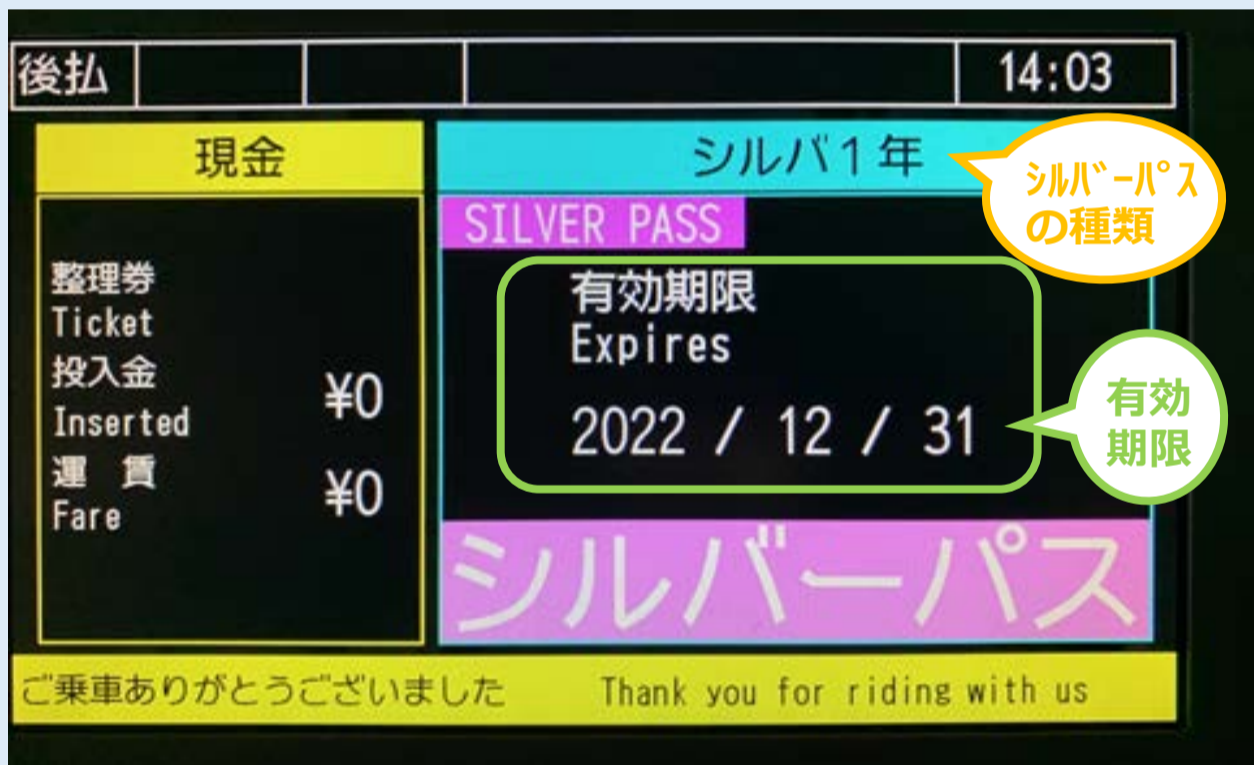 後払
14:03
現金
整理券
Ticket
投入金
¥0
Inserted
運 賃
¥0
Fare
シルバ1年
SILVER PASS
有効期限
Expires
2022 / 12 / 31
シルバーパス
ｼﾙﾊﾞｰﾊﾟｽ
の種類
有効
期限
ご乗車ありがとうございました Thank you for riding with us